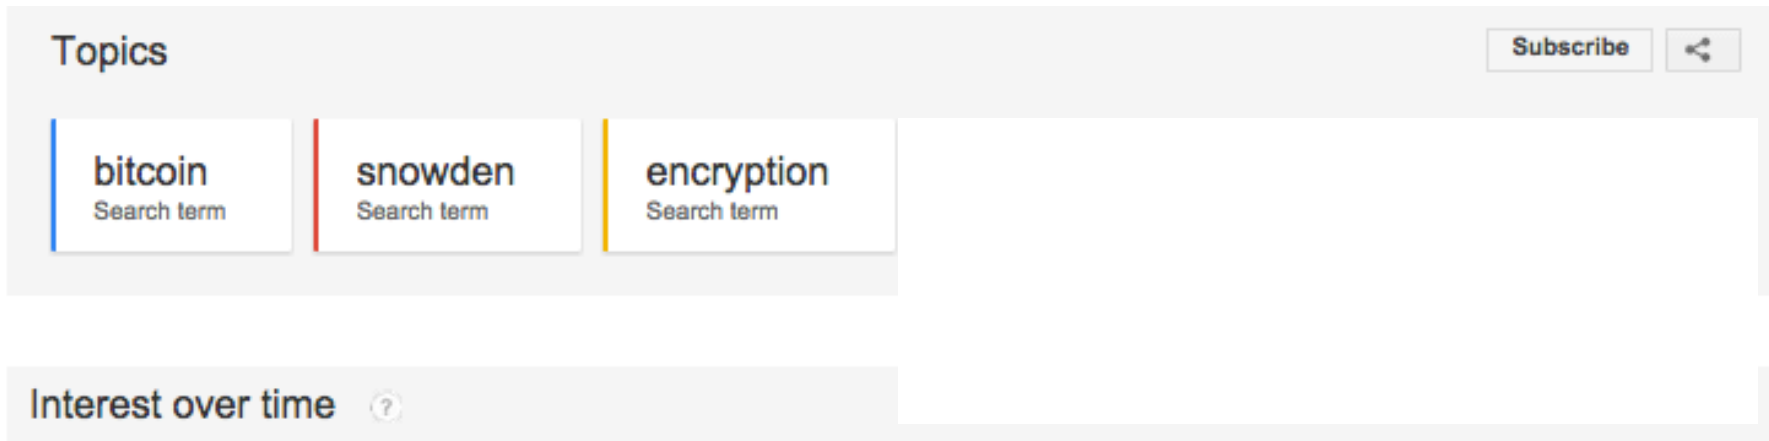 Topics
Subscribe
bitcoin
Search term
snowden
Search term
encryption
Search term
Interest over time
?